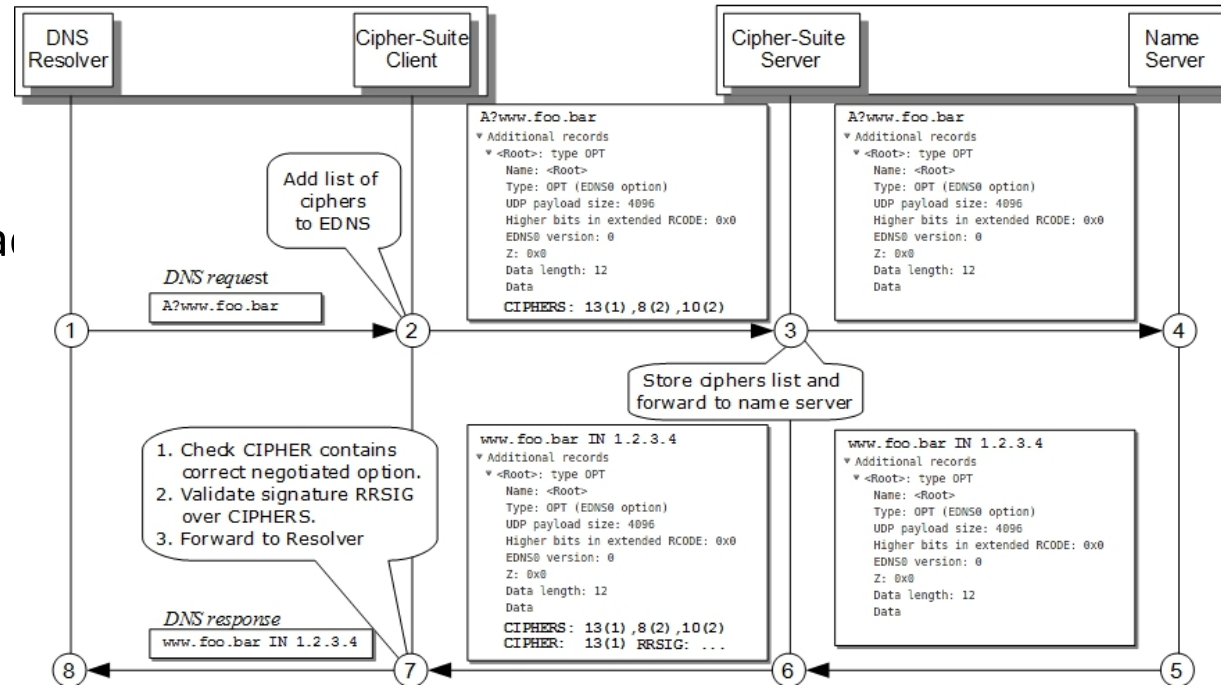 DNS
Resolver
Cipher-Suite
Client
Cipher-Suite
Server
Name
Server
A?www.foo.bar
Additional records
<Root>: type OPT
Name: <Root>
Type: OPT (EDNS0 option)
UDP payload size: 4096
Higher bits in extended RCODE: 0x0
EDNS0 version: 0
Z: 0x0
Data length: 12
Data
CIPHERS: 13(1),8(2),10(2)
A?www.foo.bar
Additional records
<Root>: type OPT
Name: <Root>
Type: OPT (EDNS0 option)
UDP payload size: 4096
Higher bits in extended RCODE: 0x0
EDNS0 version: 0
Z: 0x0
Data length: 12
Data
Add list of
ciphers
to EDNS
DNS request
A?www.foo.bar
1
2
3
4
Store ciphers list and
forward to name server
1. Check CIPHER contains
correct negotiated option.
2. Validate signature RRSIG
over CIPHERS.
3. Forward to Resolver
www.foo.bar IN 1.2.3.4
Additional records
<Root>: type OPT
Name: <Root>
Type: OPT (EDNS0 option)
UDP payload size: 4096
Higher bits in extended RCODE: 0x0
EDNS0 version: 0
Z: 0x0
Data length: 12
Data
CIPHERS: 13(1),8(2),10(2)
CIPHER: 13(1) RRSIG: ...
www.foo.bar IN 1.2.3.4
Additional records
<Root>: type OPT
Name: <Root>
Type: OPT (EDNS0 option)
UDP payload size: 4096
Higher bits in extended RCODE: 0x0
EDNS0 version: 0
Z: 0x0
Data length: 12
Data
DNS response
www.foo.bar IN 1.2.3.4
8
7
6
5